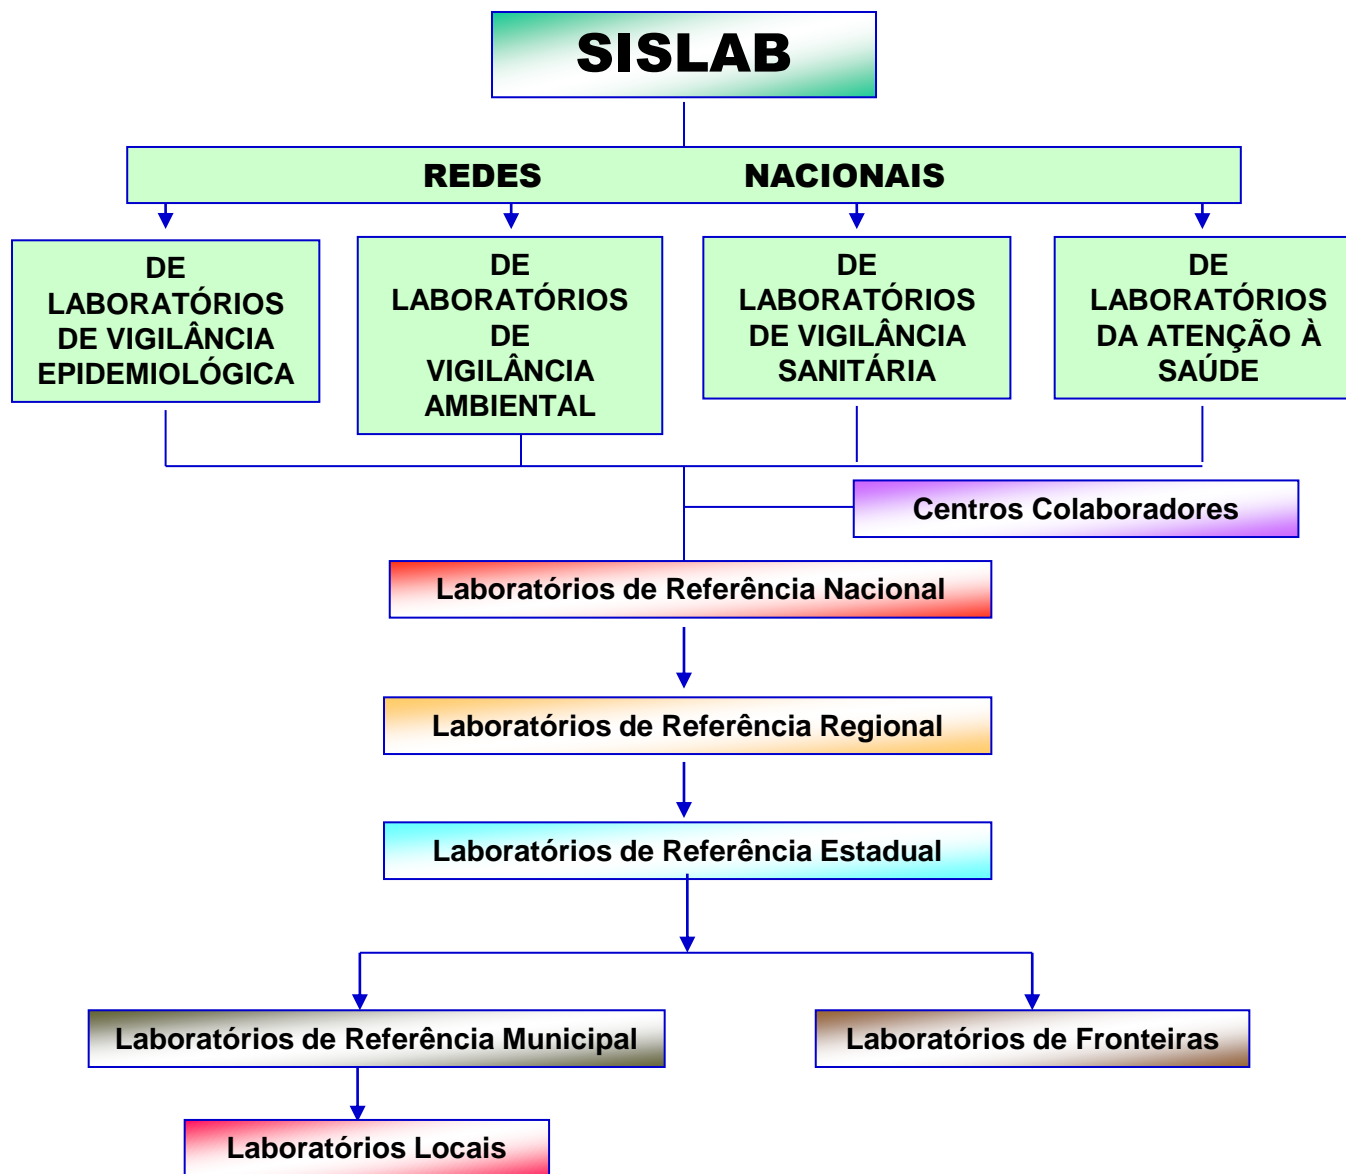 SISLAB
REDES NACIONAIS
DE
LABORATÓRIOS
DE VIGILÂNCIA
EPIDEMIOLÓGICA
DE
LABORATÓRIOS
DE
VIGILÂNCIA
AMBIENTAL
DE
LABORATÓRIOS
DE VIGILÂNCIA
SANITÁRIA
DE
LABORATÓRIOS
DA ATENÇÃO À
SAÚDE
Centros Colaboradores
Laboratórios de Referência Nacional
Laboratórios de Referência Regional
Laboratórios de Referência Estadual
Laboratórios de Referência Municipal
Laboratórios de Fronteiras
Laboratórios Locais